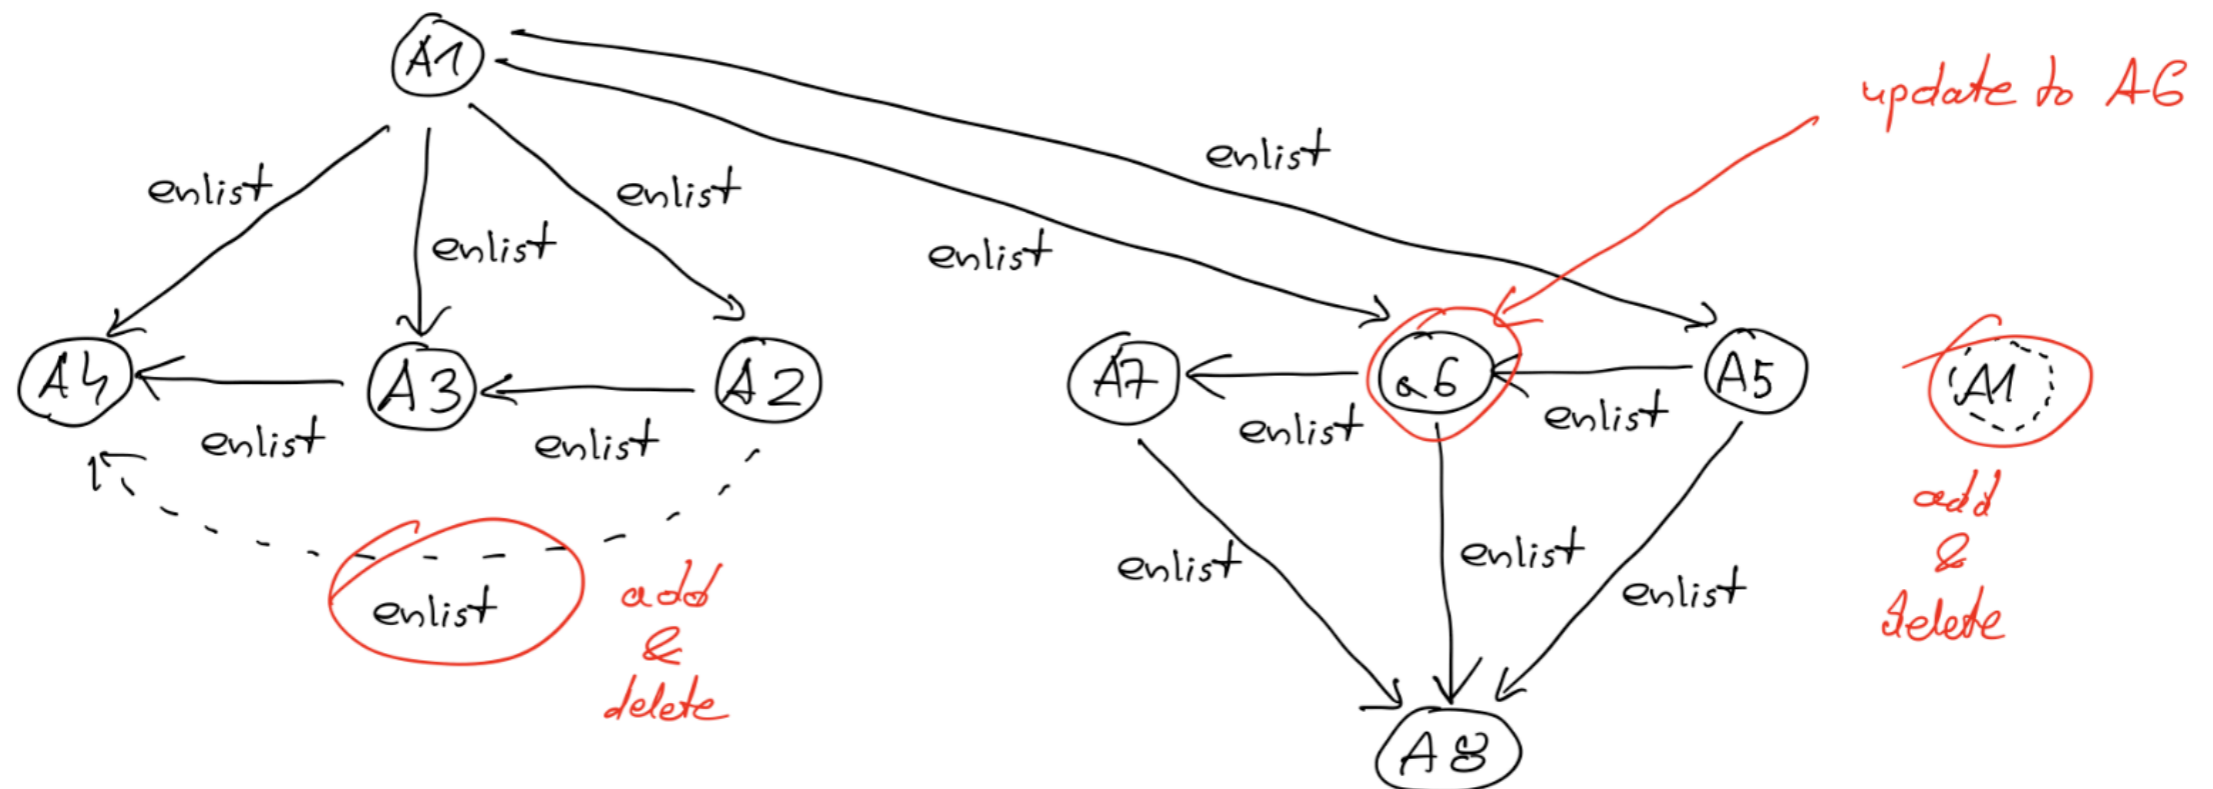 A1
update to A6
enlist
enlist
enlist
enlist
enlist
A4
A3
A2
A7
a6
A5
A1
enlist
enlist
enlist
enlist
add
&
delete
enlist
enlist
enlist
enlist
add
&
delete
A8